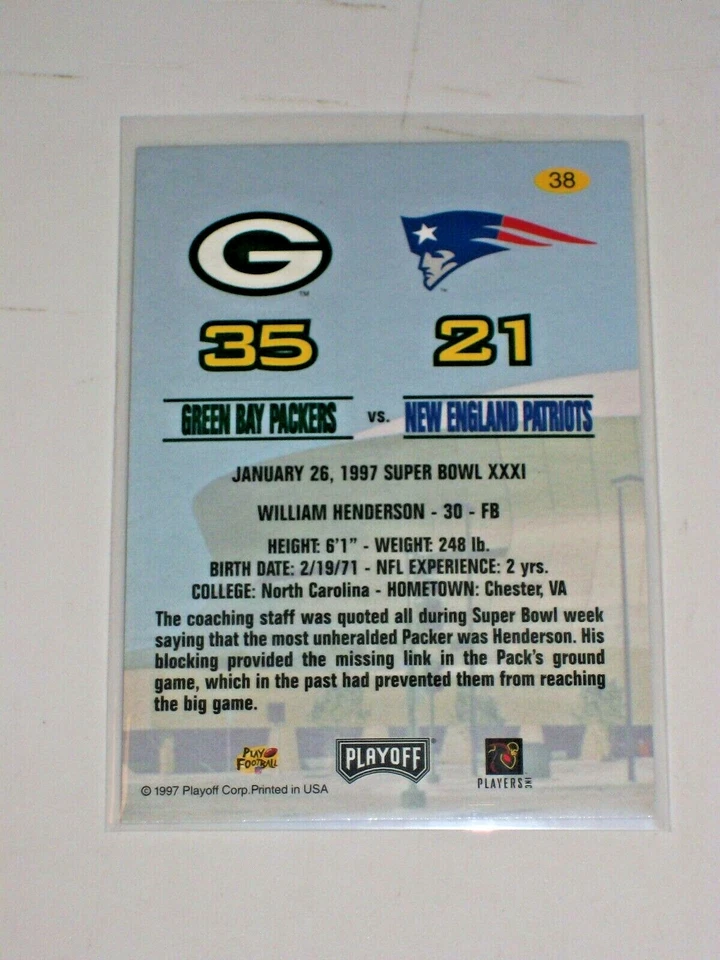 38
G
TM
TM
35 21
GREEN BAY PACKERS vs. NEW ENGLAND PATRIOTS
JANUARY 26, 1997 SUPER BOWL XXXI
WILLIAM HENDERSON - 30 - FB
HEIGHT: 6'1" - WEIGHT: 248 lb.
BIRTH DATE: 2/19/71 - NFL EXPERIENCE: 2 yrs.
COLLEGE: North Carolina - HOMETOWN: Chester, VA
The coaching staff was quoted all during Super Bowl week
saying that the most unheralded Packer was Henderson. His
blocking provided the missing link in the Pack's ground
game, which in the past had prevented them from reaching
the big game.
PLAY FOOTBALL
PLAYOFF®
PLAYERS INC
© 1997 Playoff Corp.Printed in USA